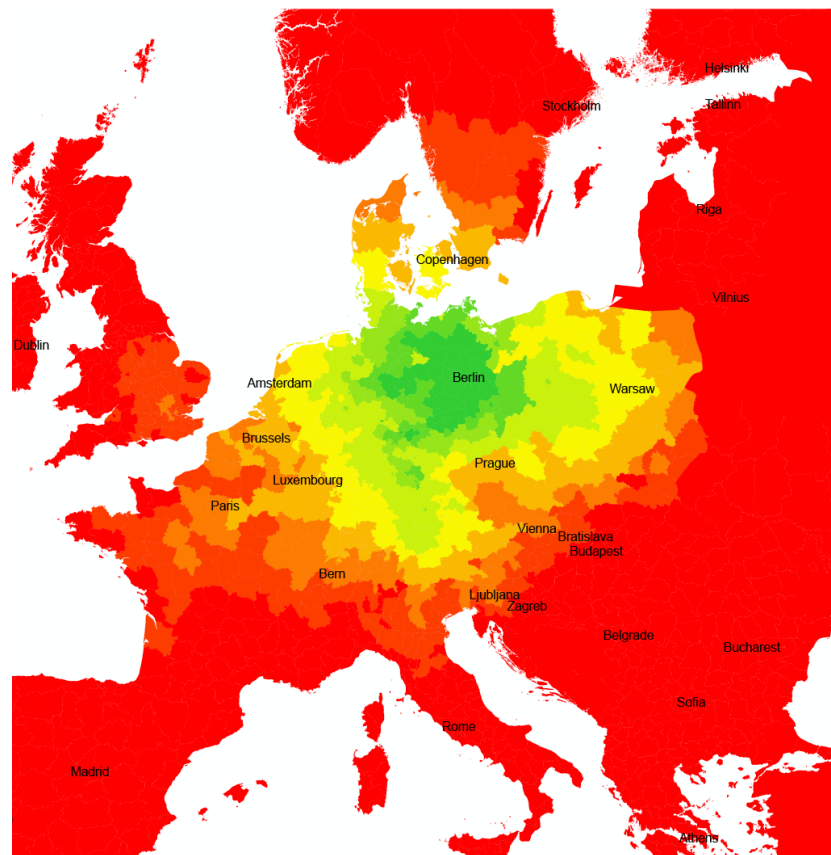 Helsinki
Stockholm
Tallinn
Riga
Copenhagen
Vilnius
Dublin
Berlin
Amsterdam
Warsaw
Brussels
Prague
Luxembourg
Paris
Vienna
Bratislava
Budapest
Bern
Ljubljana
Zagreb
Belgrade
Bucharest
Sofia
Rome
Madrid
Athens